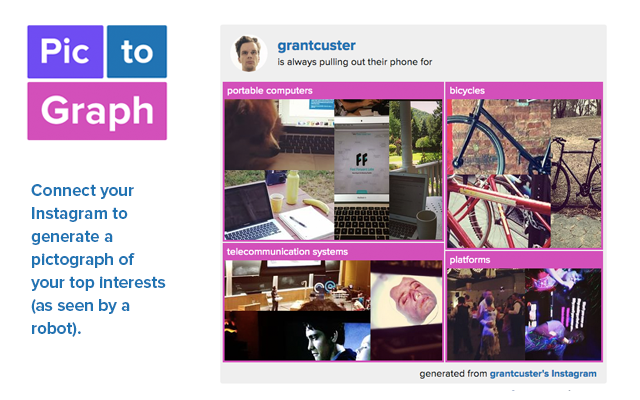 Pic to
Graph
Connect your
Instagram to
generate a
pictograph of
your top interests
(as seen by a
robot).
grantcuster
is always pulling out their phone for
portable computers
bicycles
FF
telecommunication systems
platforms
generated from grantcuster's Instagram